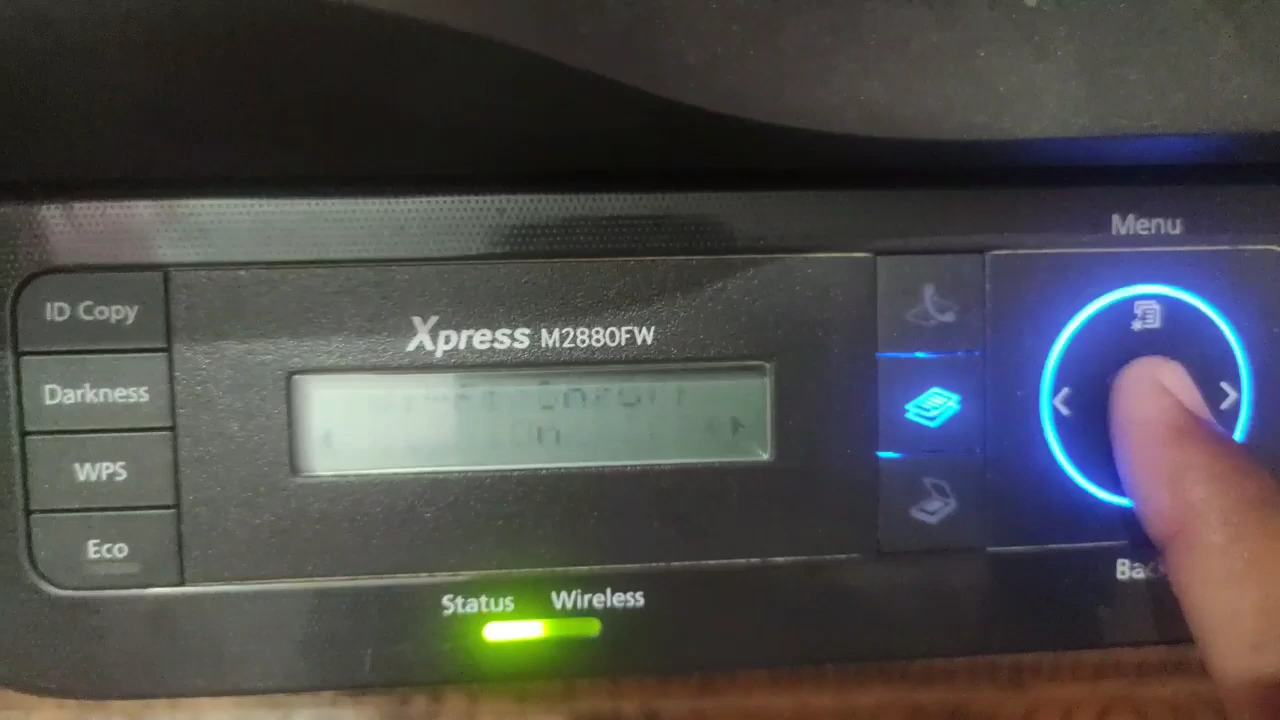 Menu
ID Copy
Xpress M2880FW
Darkness
WPS
Eco
Status Wireless